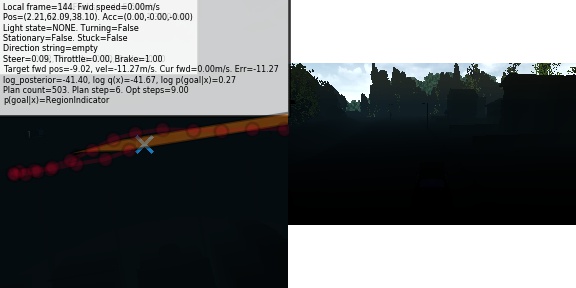 Local frame=144. Fwd speed=0.00m/s
Pos=(2.21,62.09,38.10). Acc=(0.00,-0.00,-0.00)
Light state=NONE. Turning=False
Stationary=False. Stuck=False
Direction string=empty
Steer=0.09, Throttle=0.00, Brake=1.00
Target fwd pos=-9.02, vel=-11.27m/s. Cur fwd=0.00m/s. Err=-11.27
log_posterior=-41.40, log q(x)=-41.67, log p(goal|x)=0.27
Plan count=503. Plan step=6. Opt steps=9.00
p(goal|x)=RegionIndicator